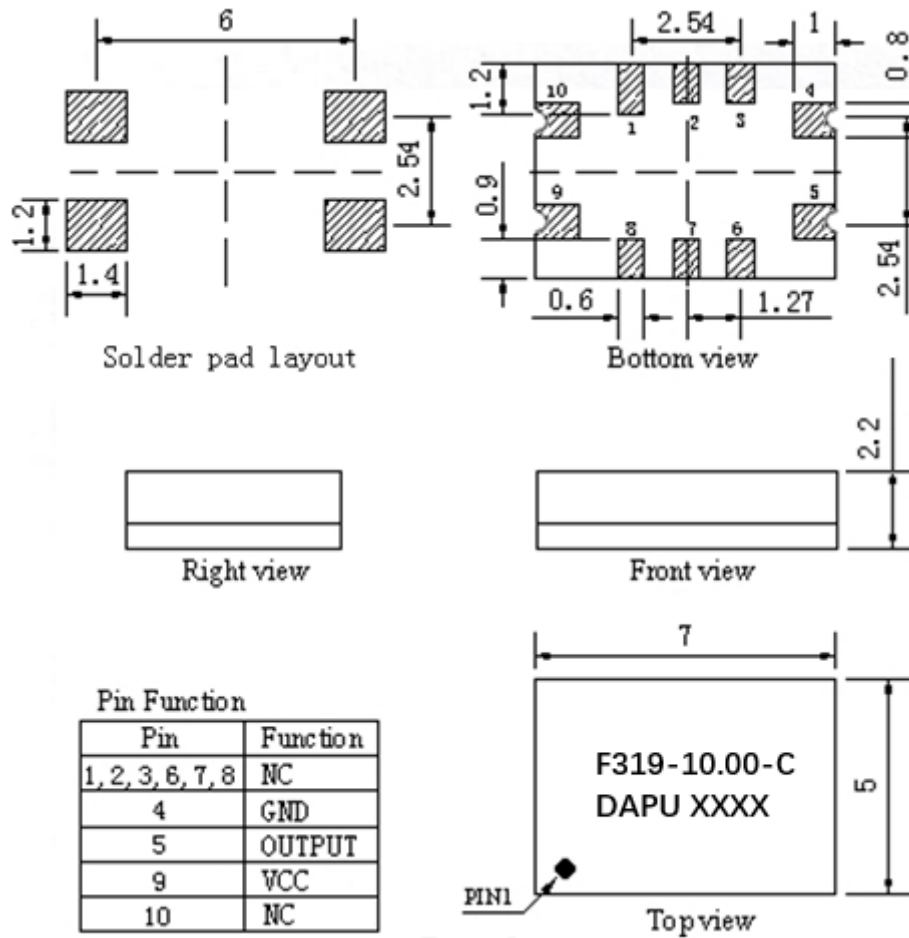 6
2.54
1.2
1.4
Solder pad layout
2.54
1
0.8
1.2
10
1
2
3
4
0.9
9
5
8
7
6
2.54
0.6
1.27
Bottom view
Right view
2.2
Front view
Pin Function
Pin Function
1, 2, 3, 6, 7, 8 NC
4 GND
5 OUTPUT
9 VCC
10 NC
7
F319-10.00-C
DAPU XXXX
5
PIN1
Top view